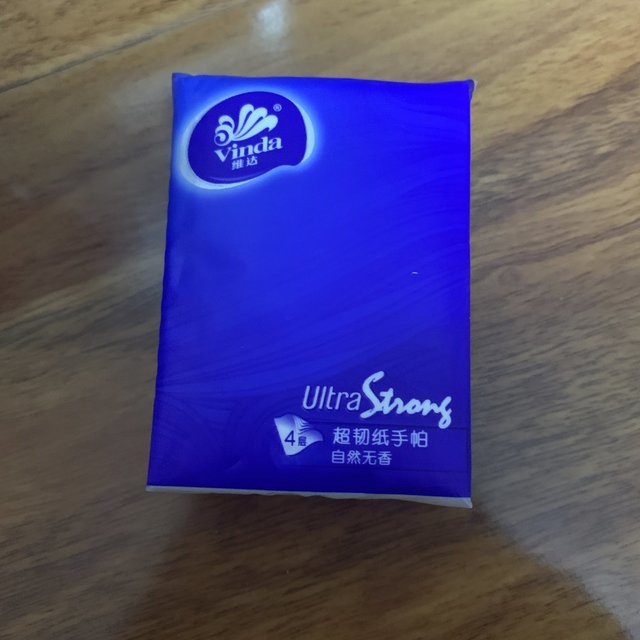 ®
Vinda
维达
Ultra Strong
4层
超韧纸手帕
自然无香